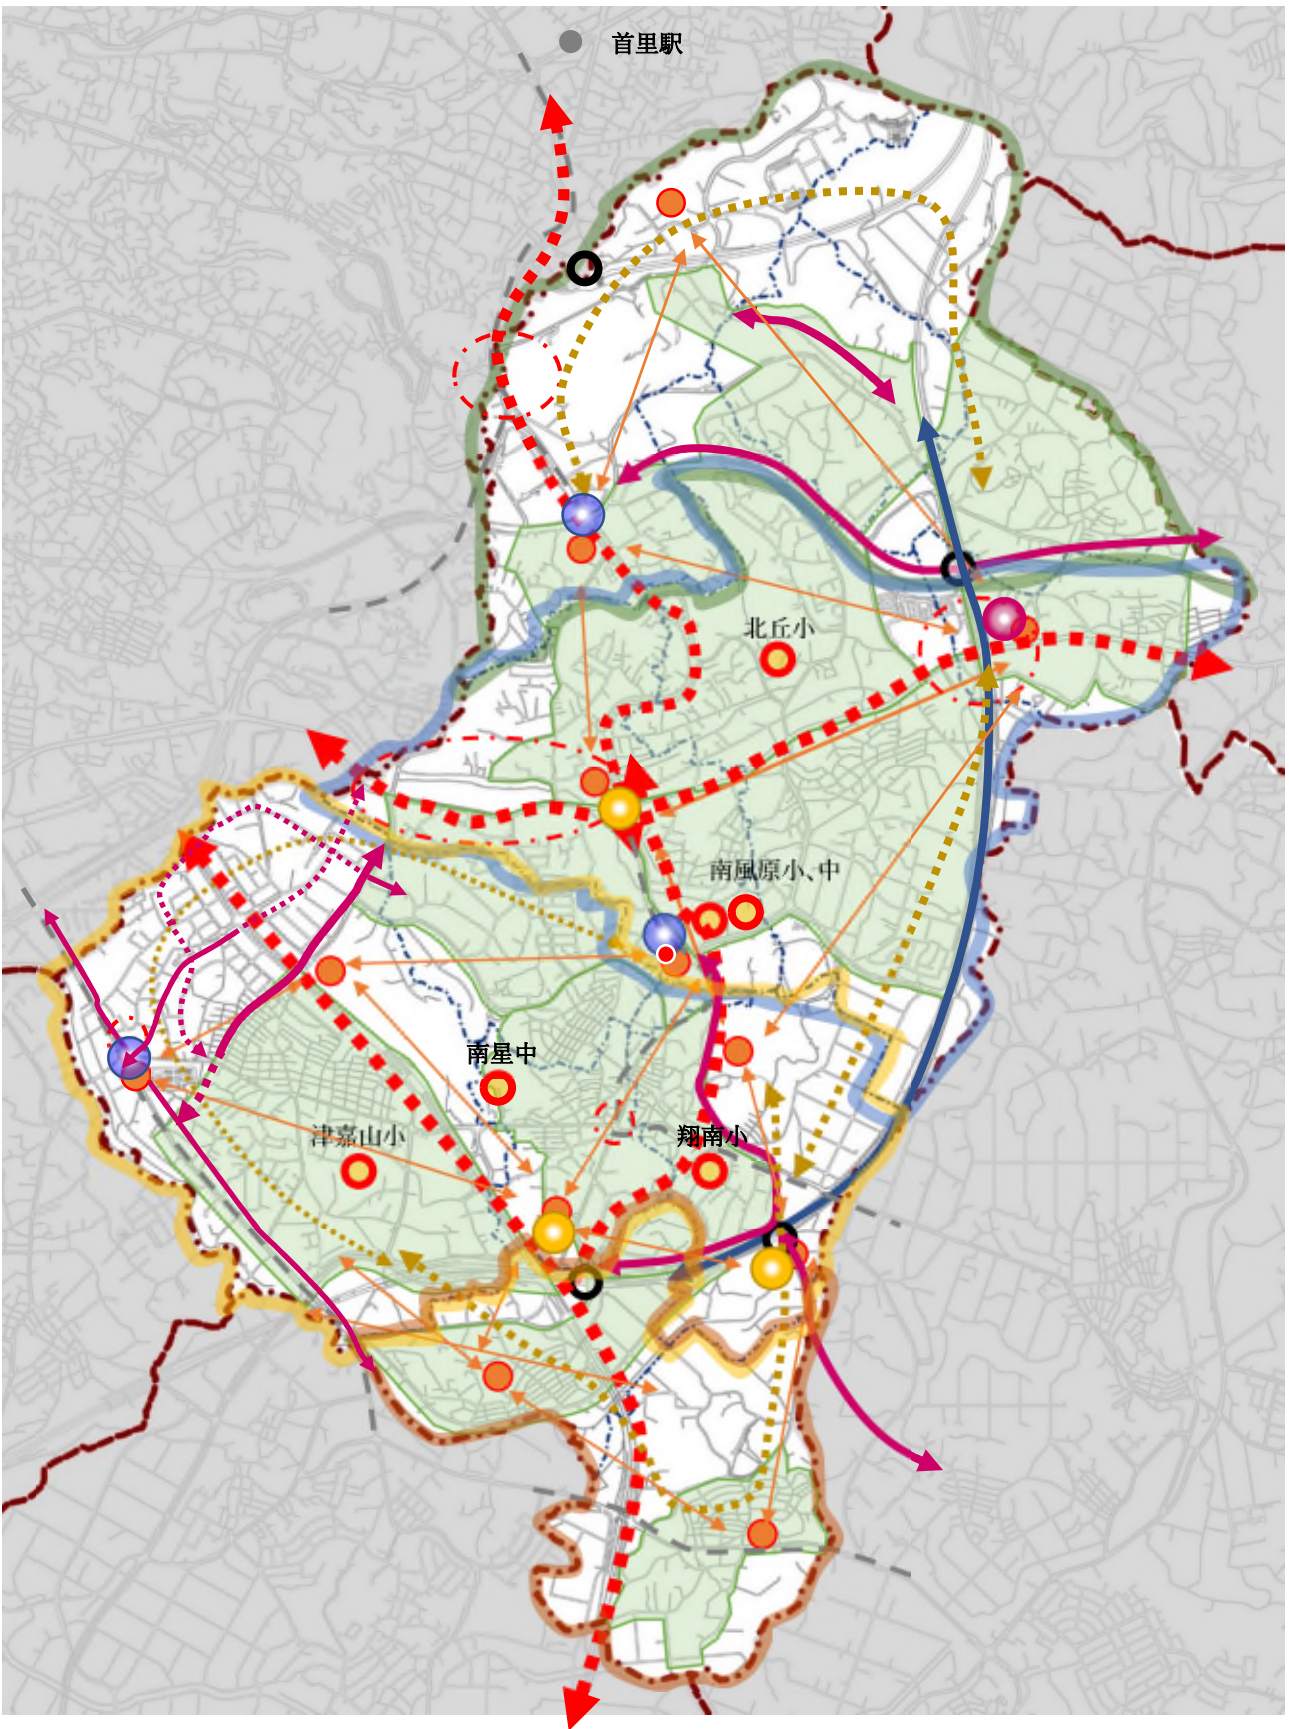 首里駅
北丘小
南風原小、中
南星中
津嘉山小
翔南小